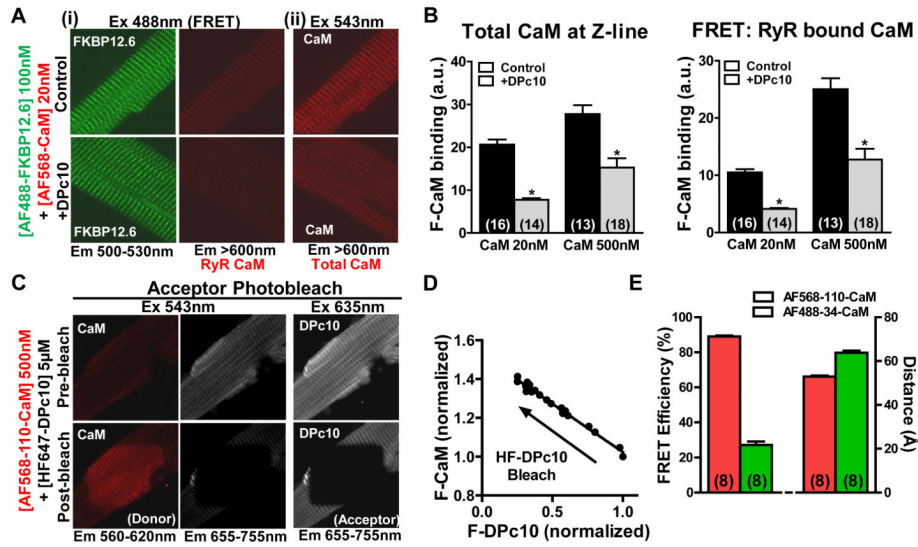 A
(i)
Ex 488nm (FRET)
(ii)
Ex 543nm
[AF488-FKBP12.6] 100nM
+ [AF568-CaM] 20nM
Control
+DPc10
FKBP12.6
CaM
FKBP12.6
CaM
Em 500-530nm
Em >600nm
Em >600nm
RyR CaM
Total CaM
B
Total CaM at Z-line
F-CaM binding (a.u.)
40
30
20
10
0
Control
+DPc10
*
*
(16)
(14)
(13)
(18)
CaM 20nM
CaM 500nM
FRET: RyR bound CaM
F-CaM binding (a.u.)
30
20
10
0
Control
+DPc10
*
*
(16)
(14)
(13)
(18)
CaM 20nM
CaM 500nM
C
Acceptor Photobleach
Ex 543nm
Ex 635nm
[AF568-110-CaM] 500nM
+ [HF647-DPc10] 5µM
Pre-bleach
Post-bleach
CaM
DPc10
CaM
DPc10
(Donor)
(Acceptor)
Em 560-620nm
Em 655-755nm
Em 655-755nm
D
F-CaM (normalized)
1.6
1.4
1.2
1.0
0.8
HF-DPc10
Bleach
0.0
0.5
1.0
F-DPc10 (normalized)
E
AF568-110-CaM
AF488-34-CaM
FRET Efficiency (%)
100
80
60
40
20
0
(8)
(8)
(8)
(8)
80
60
40
20
0
Distance (Å)